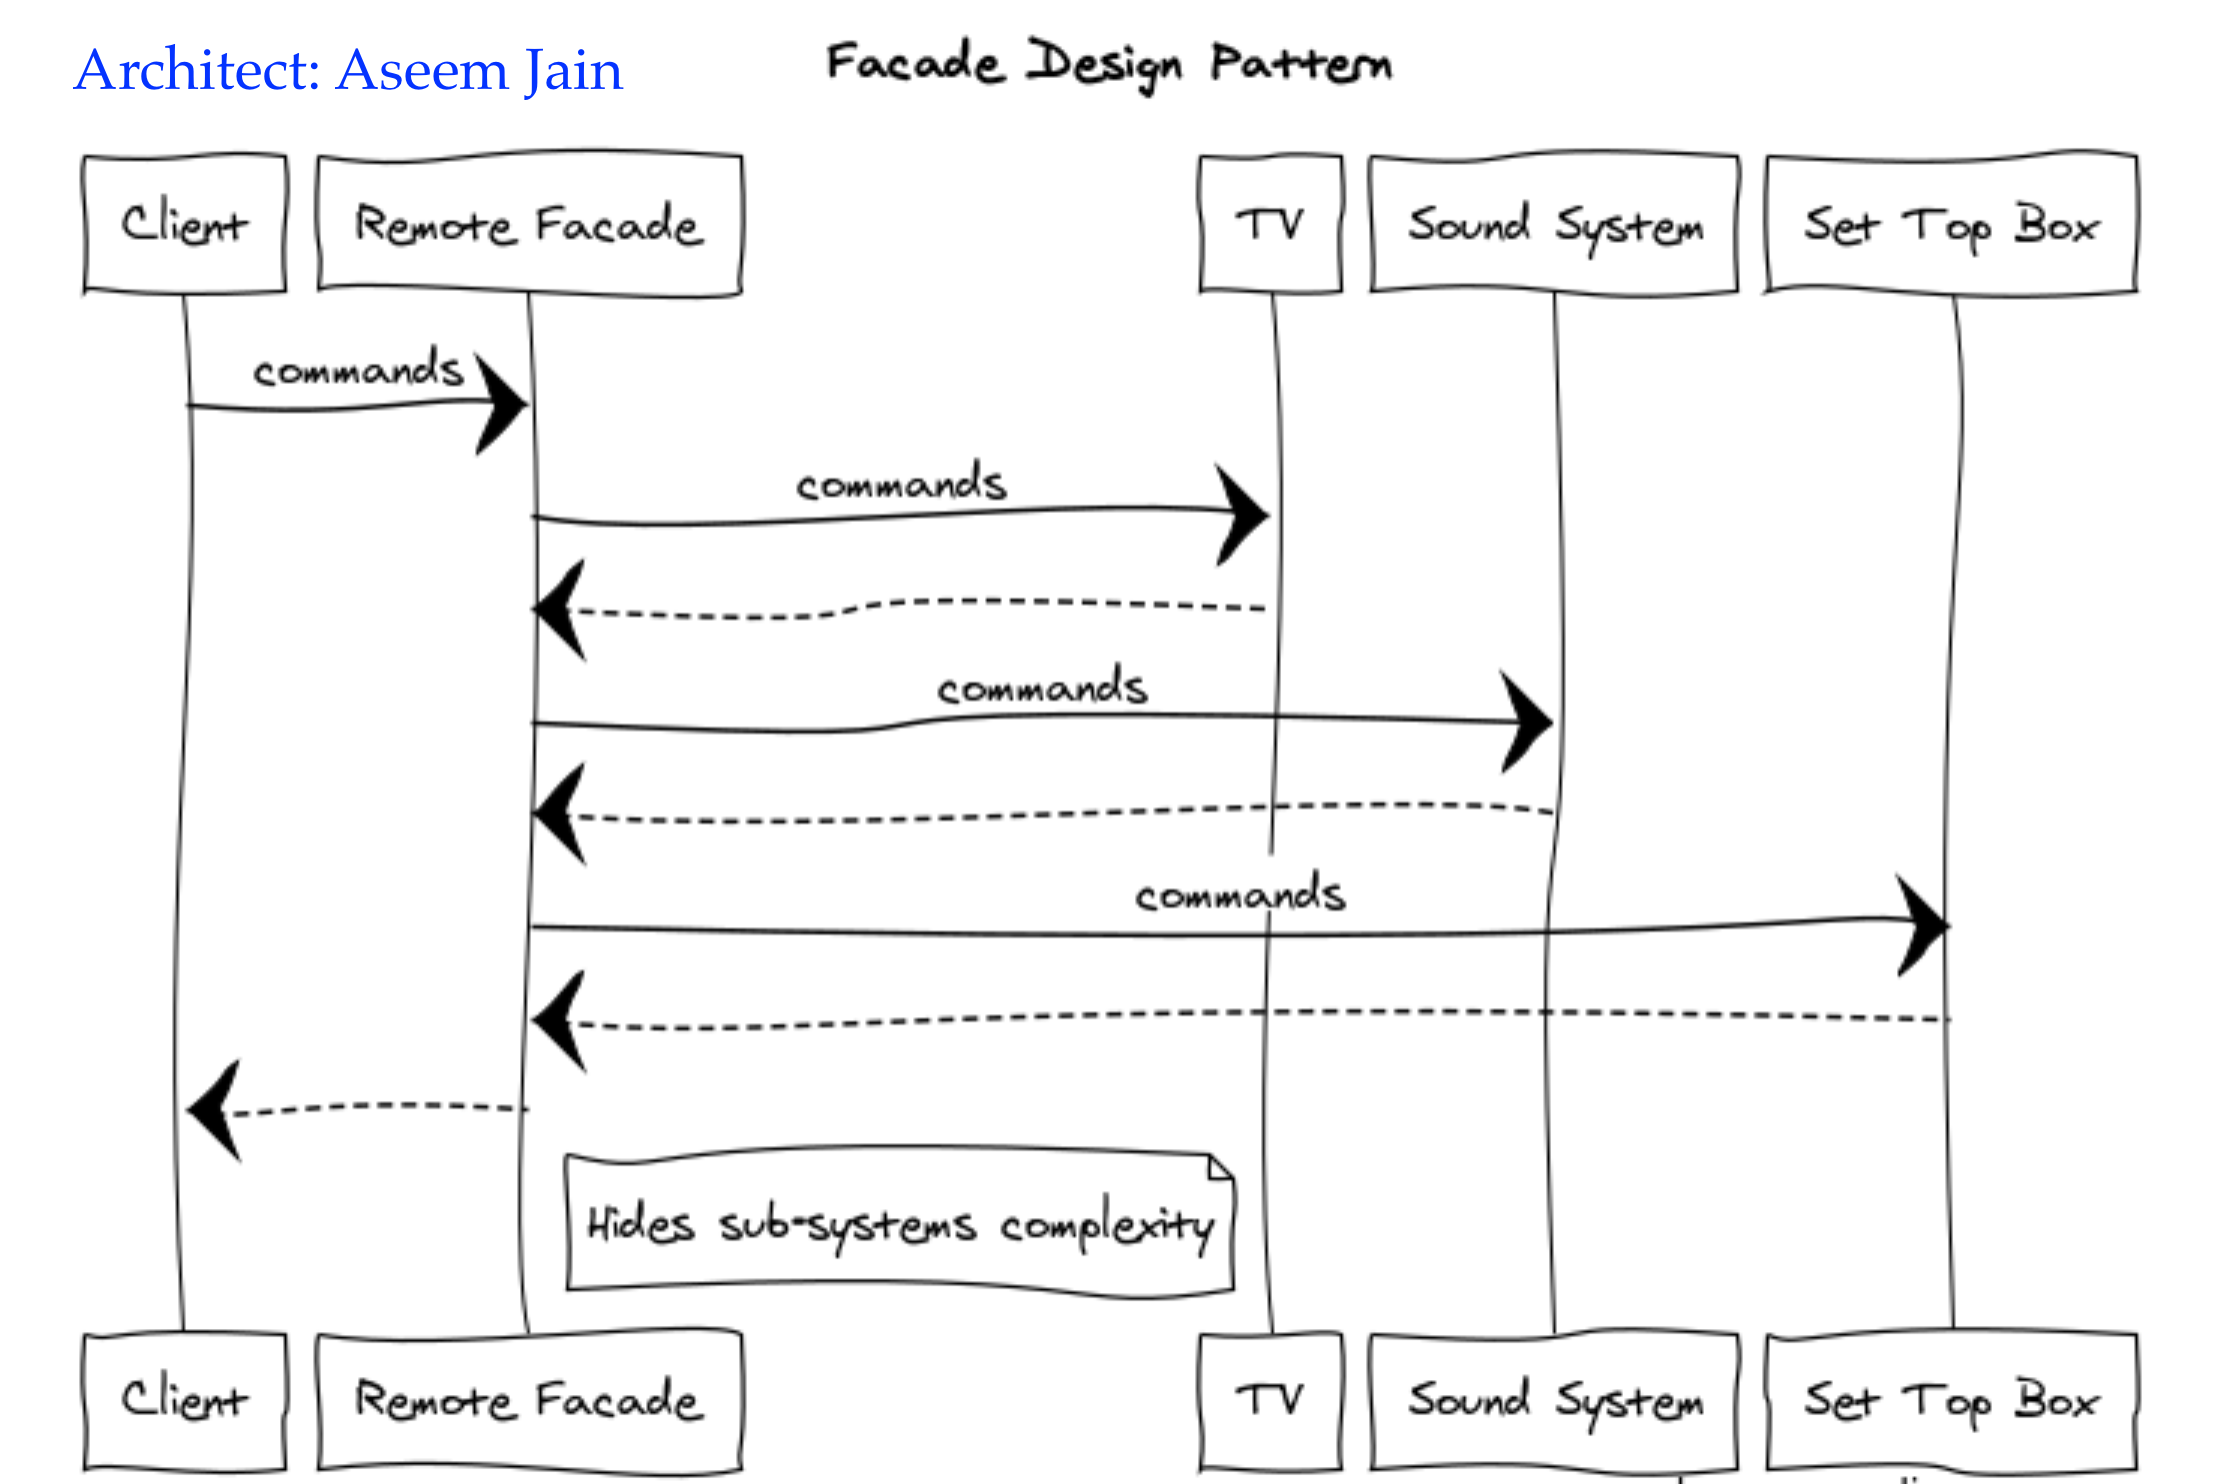 Architect: Aseem Jain
Facade Design Pattern
Client
Remote Facade
TV
Sound System
Set Top Box
commands
commands
commands
commands
Hides sub-systems complexity
Client
Remote Facade
TV
Sound System
Set Top Box